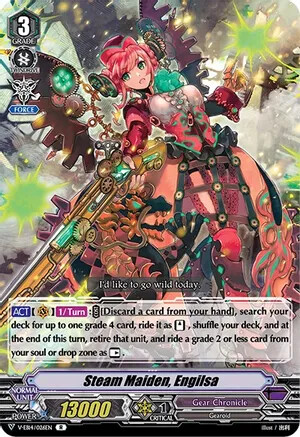 3
GRADE
TWIN DRIVE
FORCE
I'd like to go wild today.
ACT 1/Turn : [Discard a card from your hand], search your
deck for up to one grade 4 card, ride it as , shuffle your deck, and at
the end of this turn, retire that unit, and ride a grade 2 or less card from
your soul or drop zone as
NORMAL UNIT
Steam Maiden, Engilsa
POWER 13000
1
CRITICAL
Gear Chronicle
Gearoid
V-EB14/026EN R
Illust /